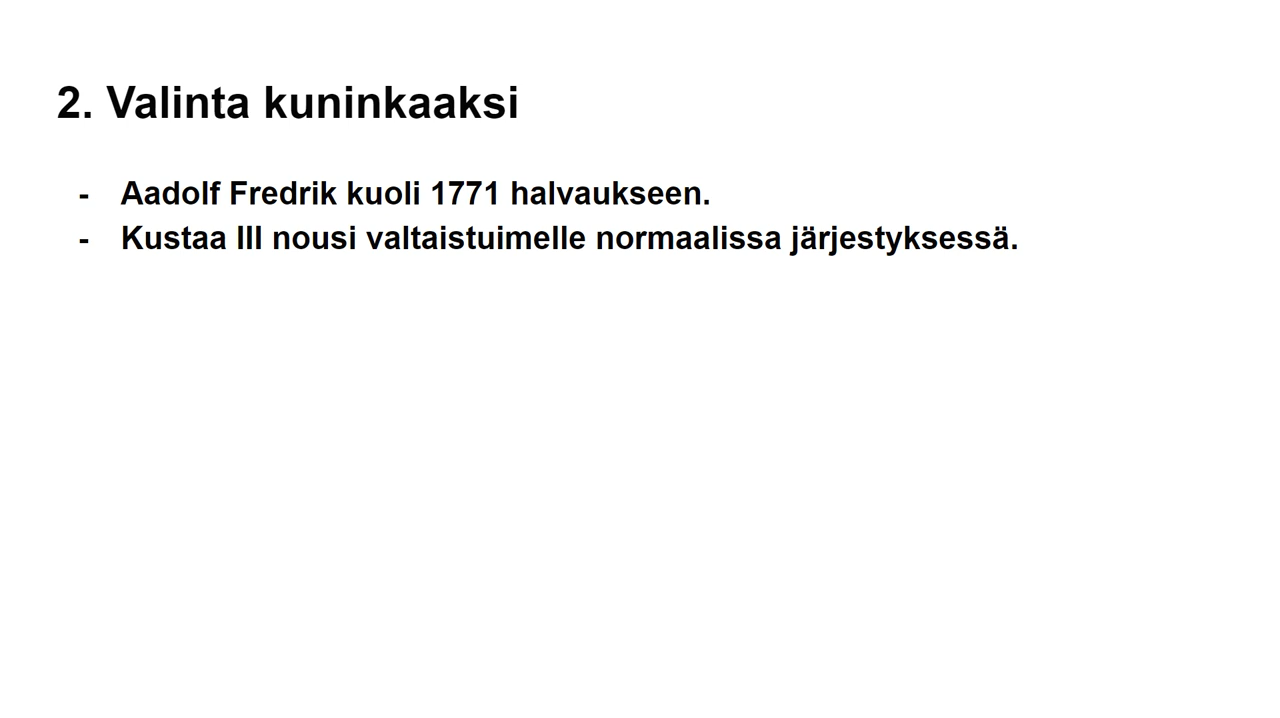 2. Valinta kuninkaaksi
- Aadolf Fredrik kuoli 1771 halvaukseen.
- Kustaa III nousi valtaistuimelle normaalissa järjestyksessä.